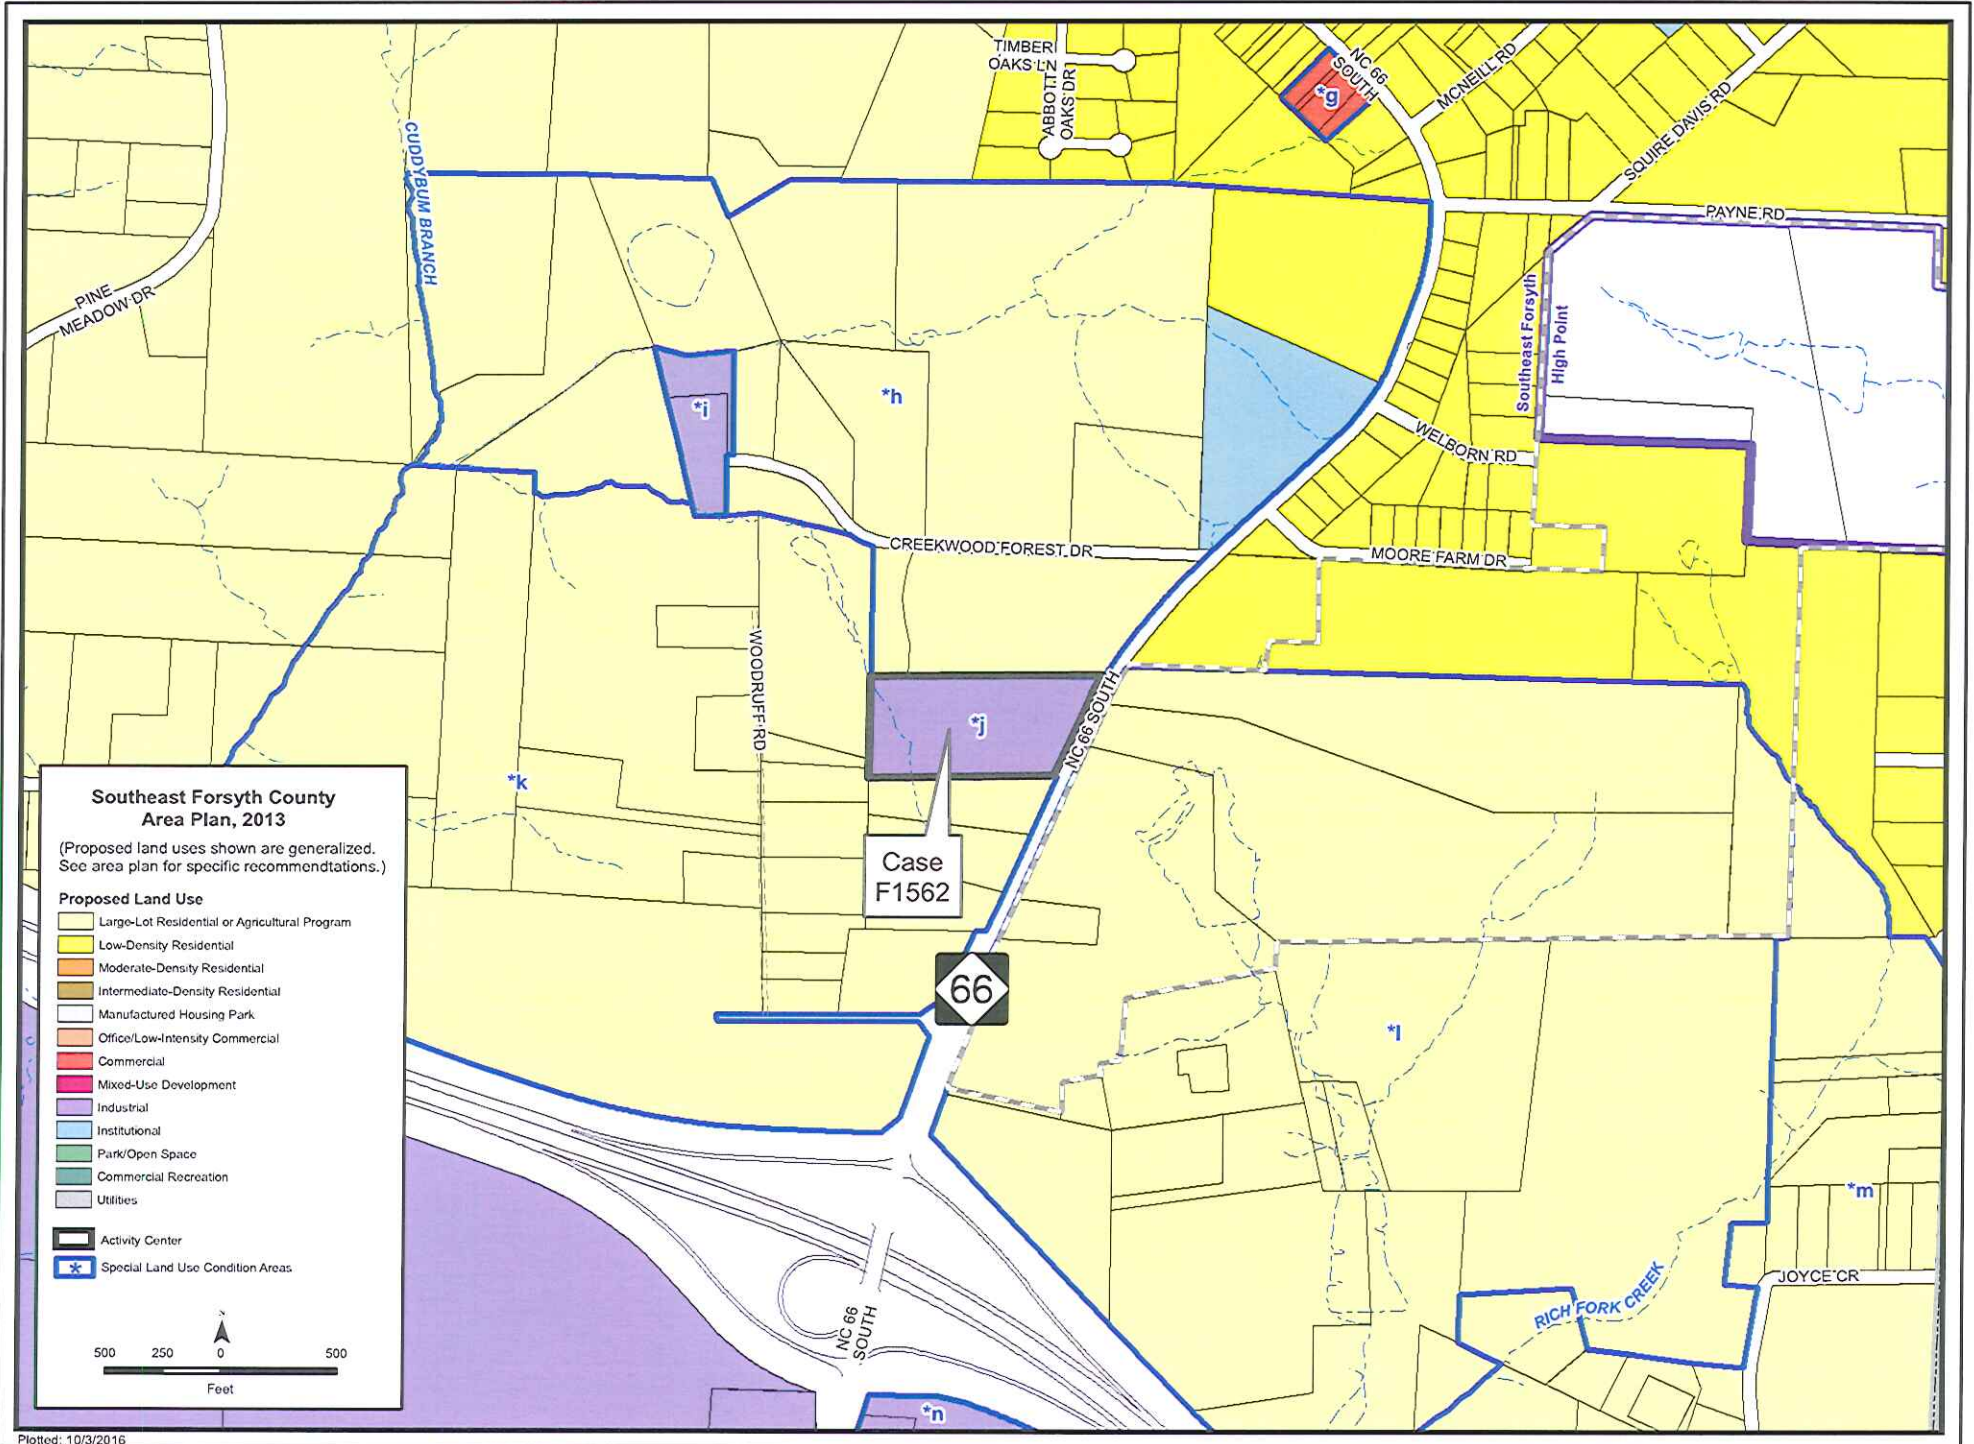 TIMBER
OAKS LN
ABBOTT
OAKS DR
NC 66
SOUTH
MCNEILL RD
SQUIRE DAVIS RD
*g
PAYNE RD
CUDDYBUM BRANCH
PINE
MEADOW DR
Southeast Forsyth
High Point
*i
*h
WELBORN RD
CREEKWOOD FOREST DR
MOORE FARM DR
WOODRUFF RD
*j
NC 66 SOUTH
*k
Case
F1562
66
*l
*m
JOYCE CR
RICH FORK CREEK
NC 66
SOUTH
*n
Southeast Forsyth County
Area Plan, 2013
(Proposed land uses shown are generalized.
See area plan for specific recommendtations.)
Proposed Land Use
Large-Lot Residential or Agricultural Program
Low-Density Residential
Moderate-Density Residential
Intermediate-Density Residential
Manufactured Housing Park
Office/Low-Intensity Commercial
Commercial
Mixed-Use Development
Industrial
Institutional
Park/Open Space
Commercial Recreation
Utilities
Activity Center
* Special Land Use Condition Areas
N
500 250 0 500
Feet
Plotted: 10/3/2016